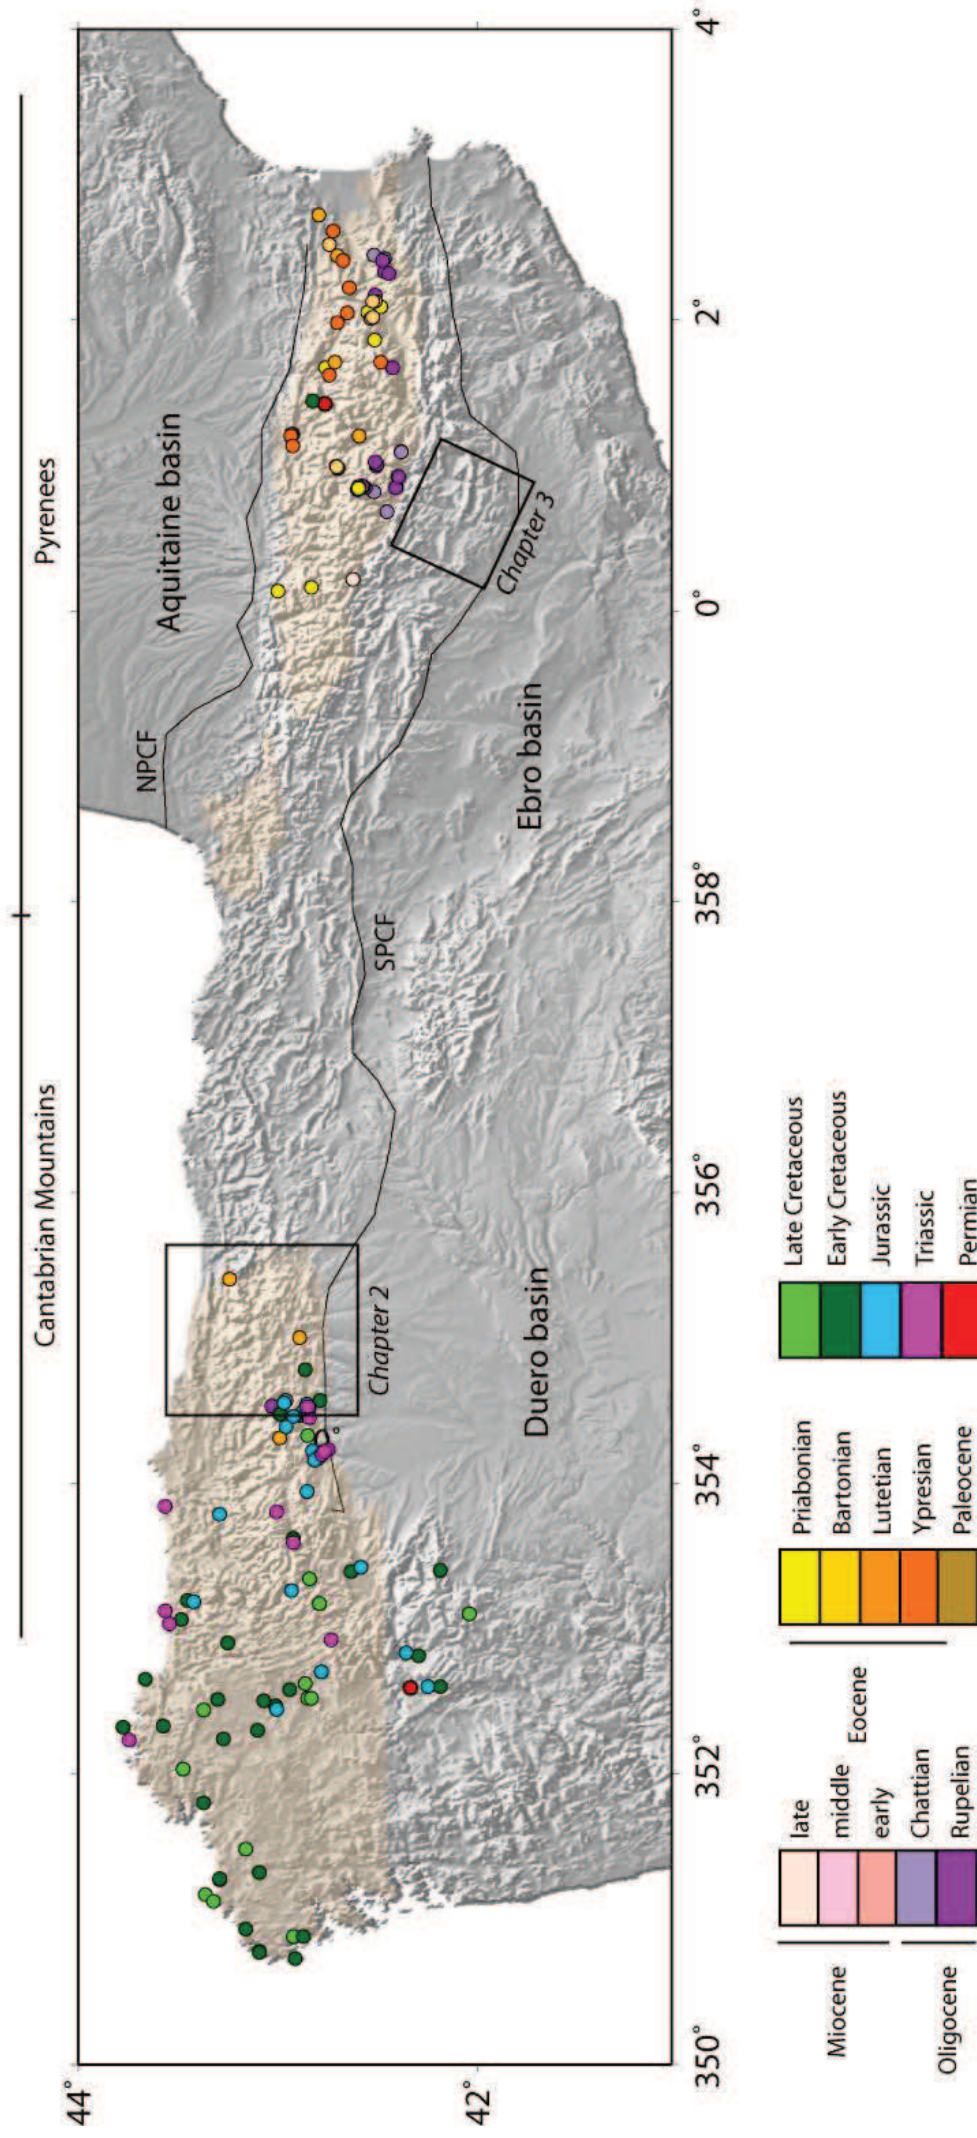 Cantabrian Mountains
Pyrenees
44°
42°
NPCF
Aquitaine basin
SPCF
Ebro basin
Duero basin
Chapter 2
Chapter 3
350°
352°
354°
356°
358°
0°
2°
4°
Miocene
late
middle
early
Oligocene
Chattian
Rupelian
Eocene
Priabonian
Bartonian
Lutetian
Ypresian
Paleocene
Late Cretaceous
Early Cretaceous
Jurassic
Triassic
Permian